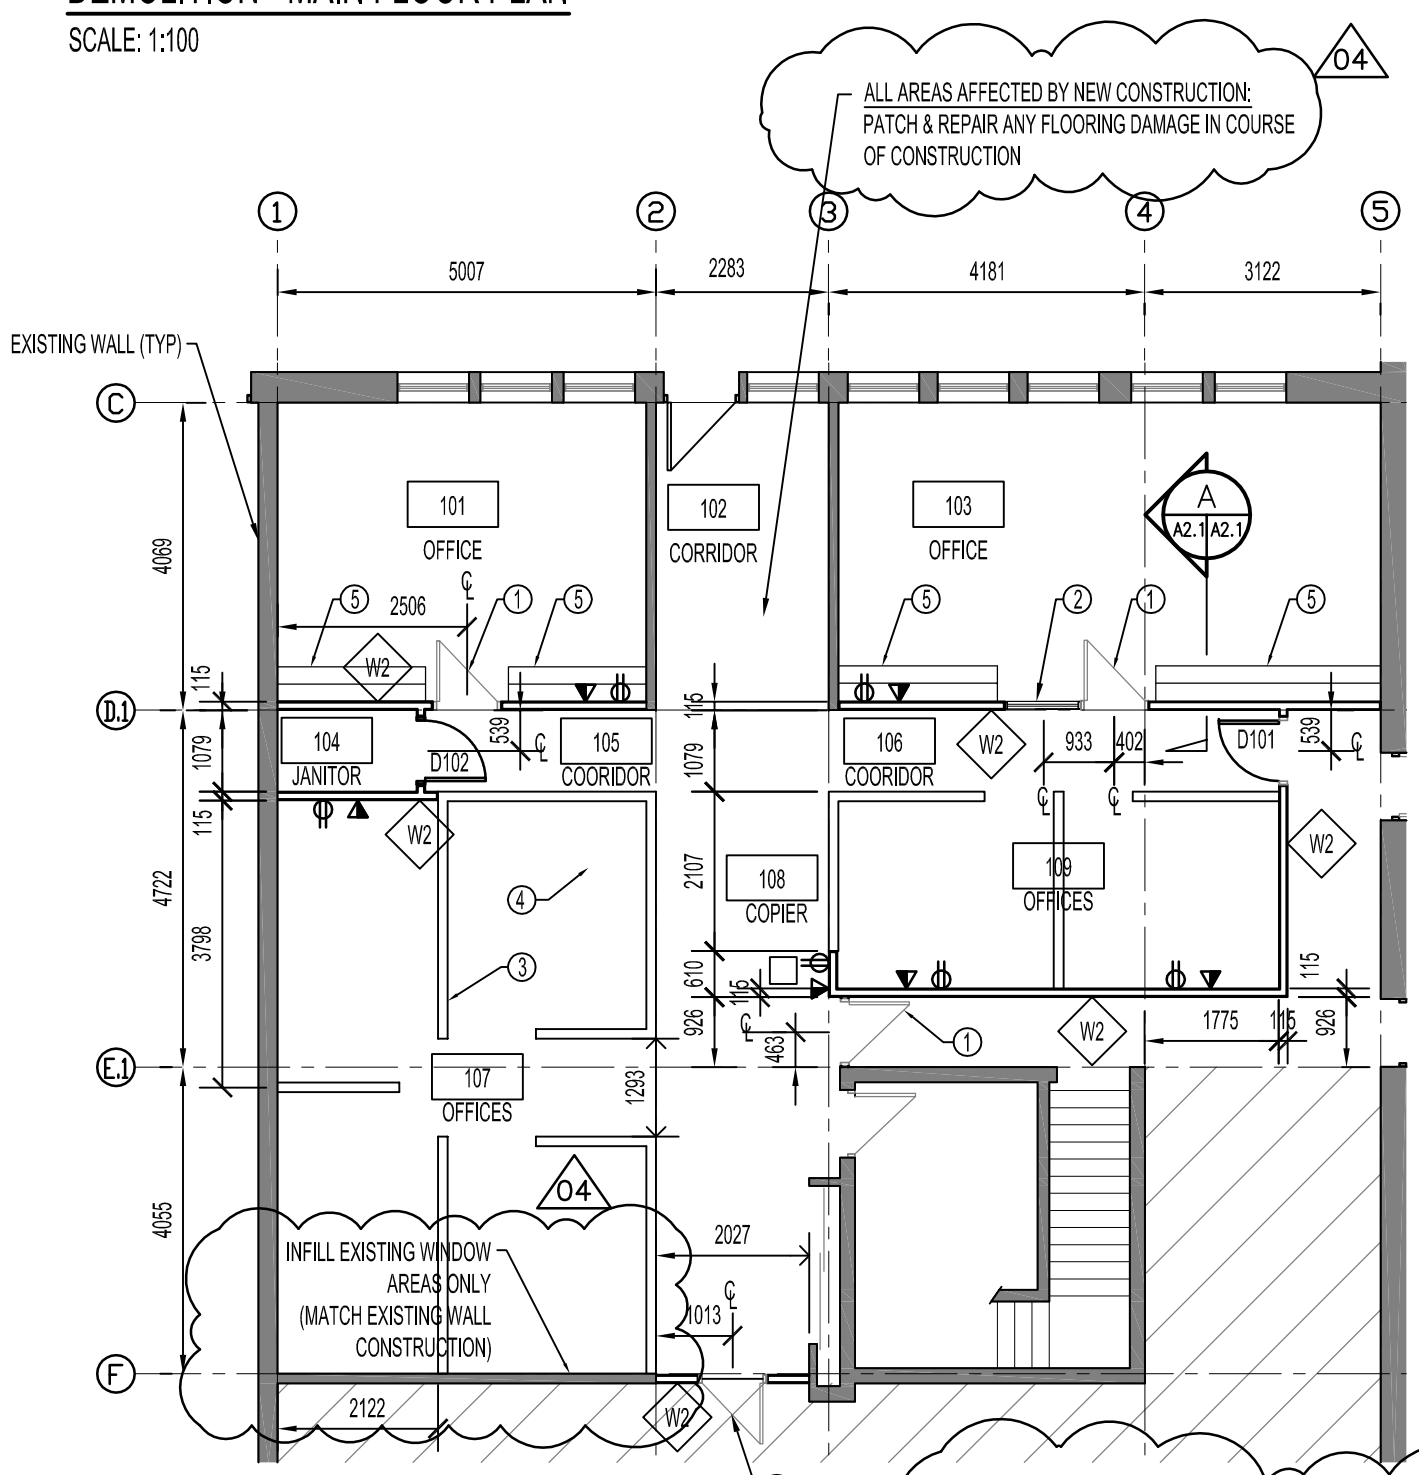 DEMOLITION - MAIN FLOOR PLAN
SCALE: 1:100
04
ALL AREAS AFFECTED BY NEW CONSTRUCTION:
PATCH & REPAIR ANY FLOORING DAMAGE IN COURSE
OF CONSTRUCTION
1 2 3 4 5
5007 2283 4181 3122
EXISTING WALL (TYP)
C
4069
101
OFFICE
102
CORRIDOR
103
OFFICE
A
A2.1 A2.1
5 2506 1 5 5 2 1 5
W2
115 115
D.1
104
JANITOR
D102
539
105
COORIDOR
106
COORIDOR
W2
933 402
D101
539
1079 1079
115
W2
W2
4722
3798
2107
108
COPIER
109
OFFICES
4
3
610
115
115
926
463
1
W2
1775 115
926
E.1
107
OFFICES
1293
04
4055
INFILL EXISTING WINDOW
AREAS ONLY
(MATCH EXISTING WALL
CONSTRUCTION)
2027
1013
F
2122
W2